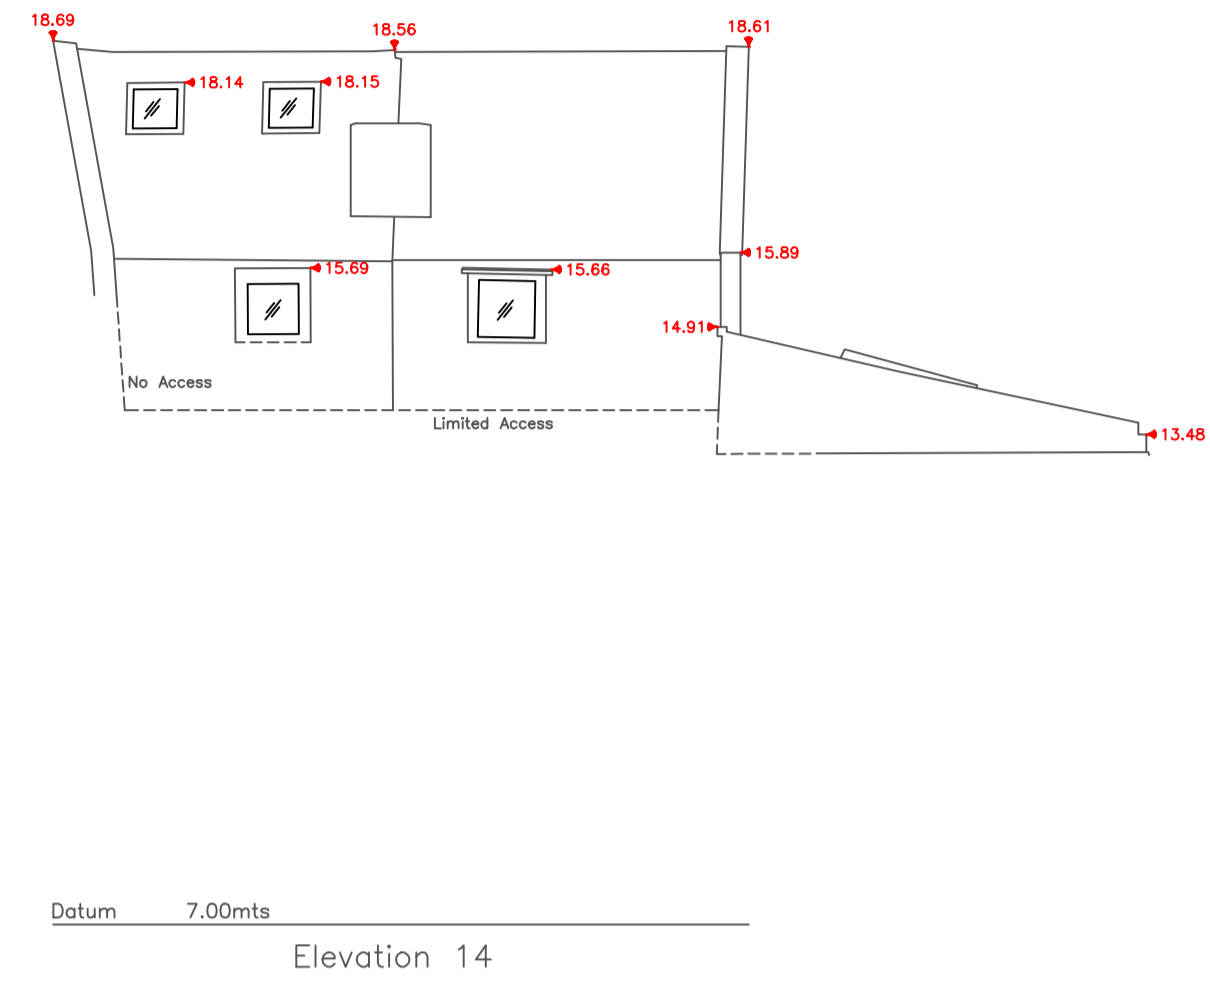 18.69
18.56
18.61
18.14
18.15
15.89
15.69
15.66
14.91
No Access
Limited Access
13.48
Datum 7.00mts
Elevation 14